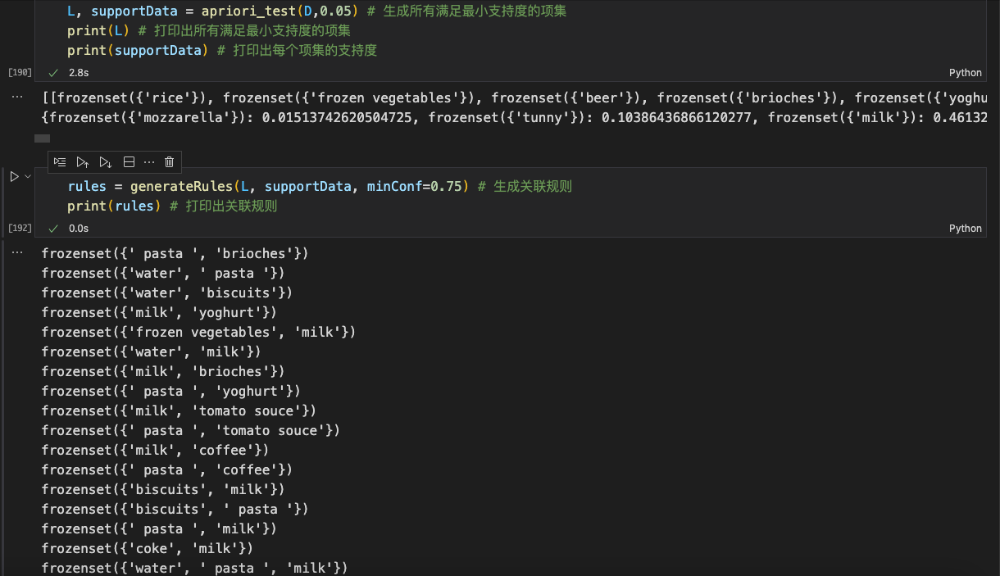 L, supportData = apriori_test(D,0.05) # 生成所有满足最小支持度的项集
print(L) # 打印出所有满足最小支持度的项集
print(supportData) # 打印出每个项集的支持度
[190]
2.8s
Python
... [[frozenset({'rice'}), frozenset({'frozen vegetables'}), frozenset({'beer'}), frozenset({'brioches'}), frozenset({'yoghu
{frozenset({'mozzarella'}): 0.01513742620504725, frozenset({'tunny'}): 0.10386436866120277, frozenset({'milk'}): 0.46132
rules = generateRules(L, supportData, minConf=0.75) # 生成关联规则
print(rules) # 打印出关联规则
[192]
0.0s
Python
... frozenset({' pasta ', 'brioches'})
frozenset({'water', ' pasta '})
frozenset({'water', 'biscuits'})
frozenset({'milk', 'yoghurt'})
frozenset({'frozen vegetables', 'milk'})
frozenset({'water', 'milk'})
frozenset({'milk', 'brioches'})
frozenset({' pasta ', 'yoghurt'})
frozenset({'milk', 'tomato souce'})
frozenset({' pasta ', 'tomato souce'})
frozenset({'milk', 'coffee'})
frozenset({' pasta ', 'coffee'})
frozenset({'biscuits', 'milk'})
frozenset({'biscuits', ' pasta '})
frozenset({' pasta ', 'milk'})
frozenset({'coke', 'milk'})
frozenset({'water', ' pasta ', 'milk'})